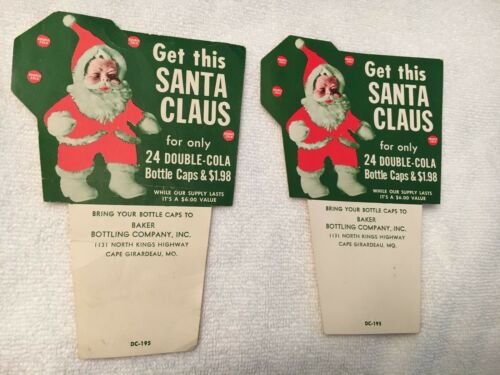 Get this
SANTA
CLAUS
for only
24 DOUBLE-COLA
Bottle Caps & $1.98
WHILE OUR SUPPLY LASTS
IT'S A $6.00 VALUE
BRING YOUR BOTTLE CAPS TO
BAKER
BOTTLING COMPANY, INC.
1131 NORTH KINGS HIGHWAY
CAPE GIRARDEAU, MO.
DC-195
Get this
SANTA
CLAUS
for only
24 DOUBLE-COLA
Bottle Caps & $1.98
WHILE OUR SUPPLY LASTS
IT'S A $6.00 VALUE
BRING YOUR BOTTLE CAPS TO
BAKER
BOTTLING COMPANY, INC.
1131 NORTH KINGS HIGHWAY
CAPE GIRARDEAU, MO.
DC-195